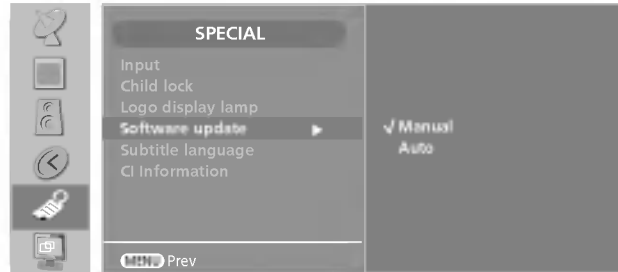 SPECIAL
Input
Child lock
Logo display lamp
Software update ▶
Subtitle language
CI Information
√ Manual
Auto
MENU Prev